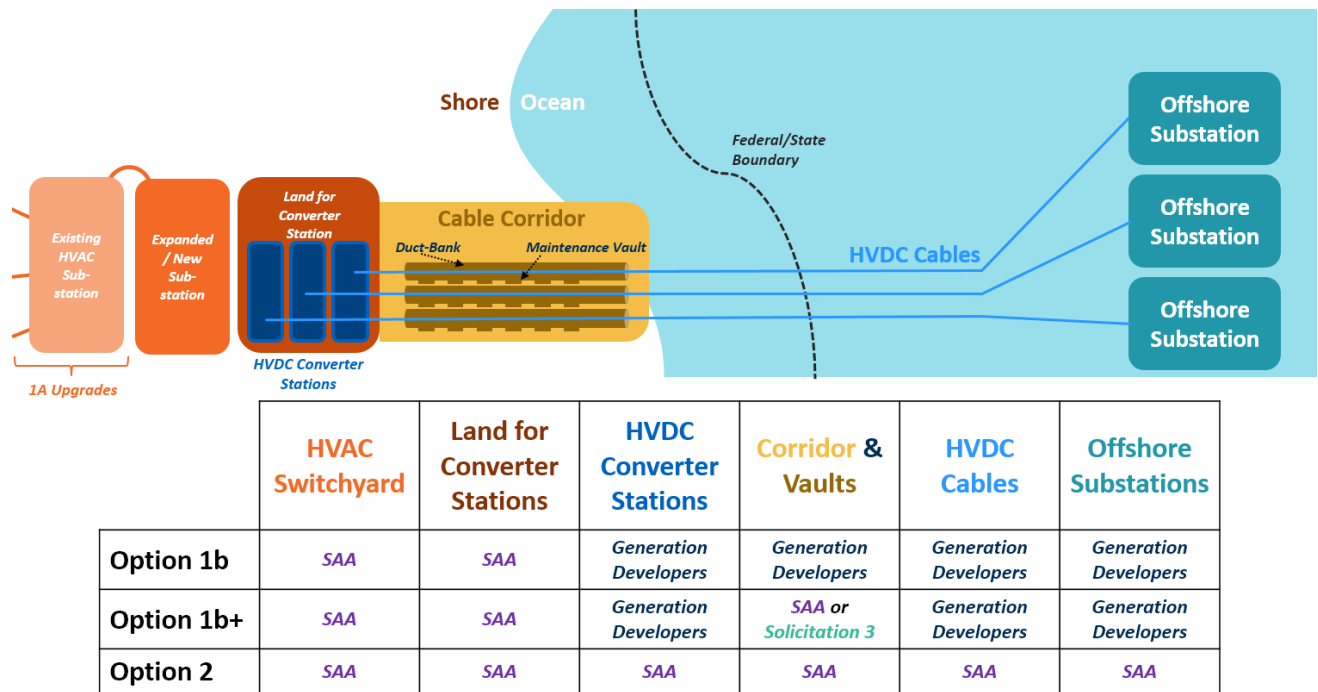 Shore Ocean
Federal/State
Boundary
Offshore
Substation
Offshore
Substation
Offshore
Substation
Existing
HVAC
Sub-
station
Expanded
/ New
Sub-
station
Land for
Converter
Station
Cable Corridor
Duct-Bank
Maintenance Vault
HVDC Cables
1A Upgrades
HVDC Converter
Stations
HVAC
Switchyard
Land for
Converter
Stations
HVDC
Converter
Stations
Corridor &
Vaults
HVDC
Cables
Offshore
Substations
Option 1b
SAA
SAA
Generation
Developers
Generation
Developers
Generation
Developers
Generation
Developers
Option 1b+
SAA
SAA
Generation
Developers
SAA or
Solicitation 3
Generation
Developers
Generation
Developers
Option 2
SAA
SAA
SAA
SAA
SAA
SAA